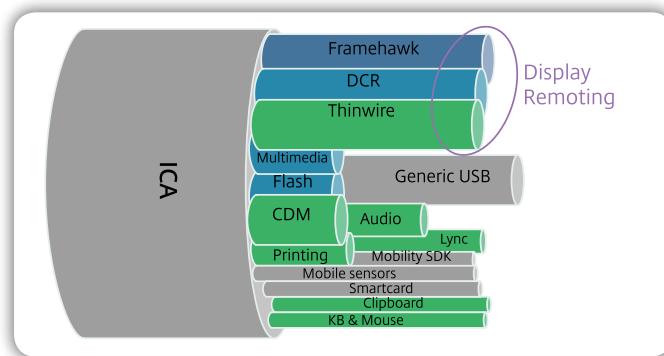 Framehawk
DCR
Thinwire
Display
Remoting
Multimedia
Generic USB
Flash
ICA
CDM
Audio
Lync
Printing
Mobility SDK
Mobile sensors
Smartcard
Clipboard
KB & Mouse